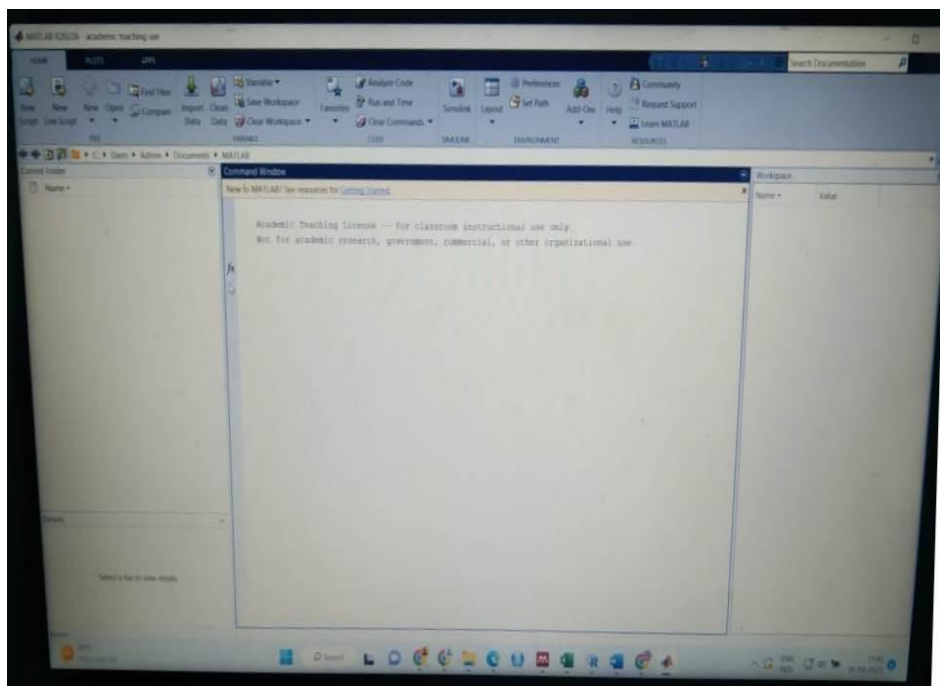 academic teaching use
HOME PLOTS APPS
Search Documentation
New Script
New Live Script
New
Open
Find Files
Compare
Import Data
Clean Data
Variable
Save Workspace
Clear Workspace
Favorites
Analyze Code
Run and Time
Clear Commands
Simulink
Layout
Preferences
Set Path
Add-Ons
Help
Community
Request Support
Learn MATLAB
FILE VARIABLE CODE SIMULINK ENVIRONMENT RESOURCES
C: Users Admin Documents MATLAB
Current Folder
Name
Command Window
New to MATLAB? See resources for Getting Started.
Academic Teaching License -- for classroom instructional use only.
Not for academic research, government, commercial, or other organizational use.
fx
Workspace
Name Value
Details
Select a file to view details
Search
ENG